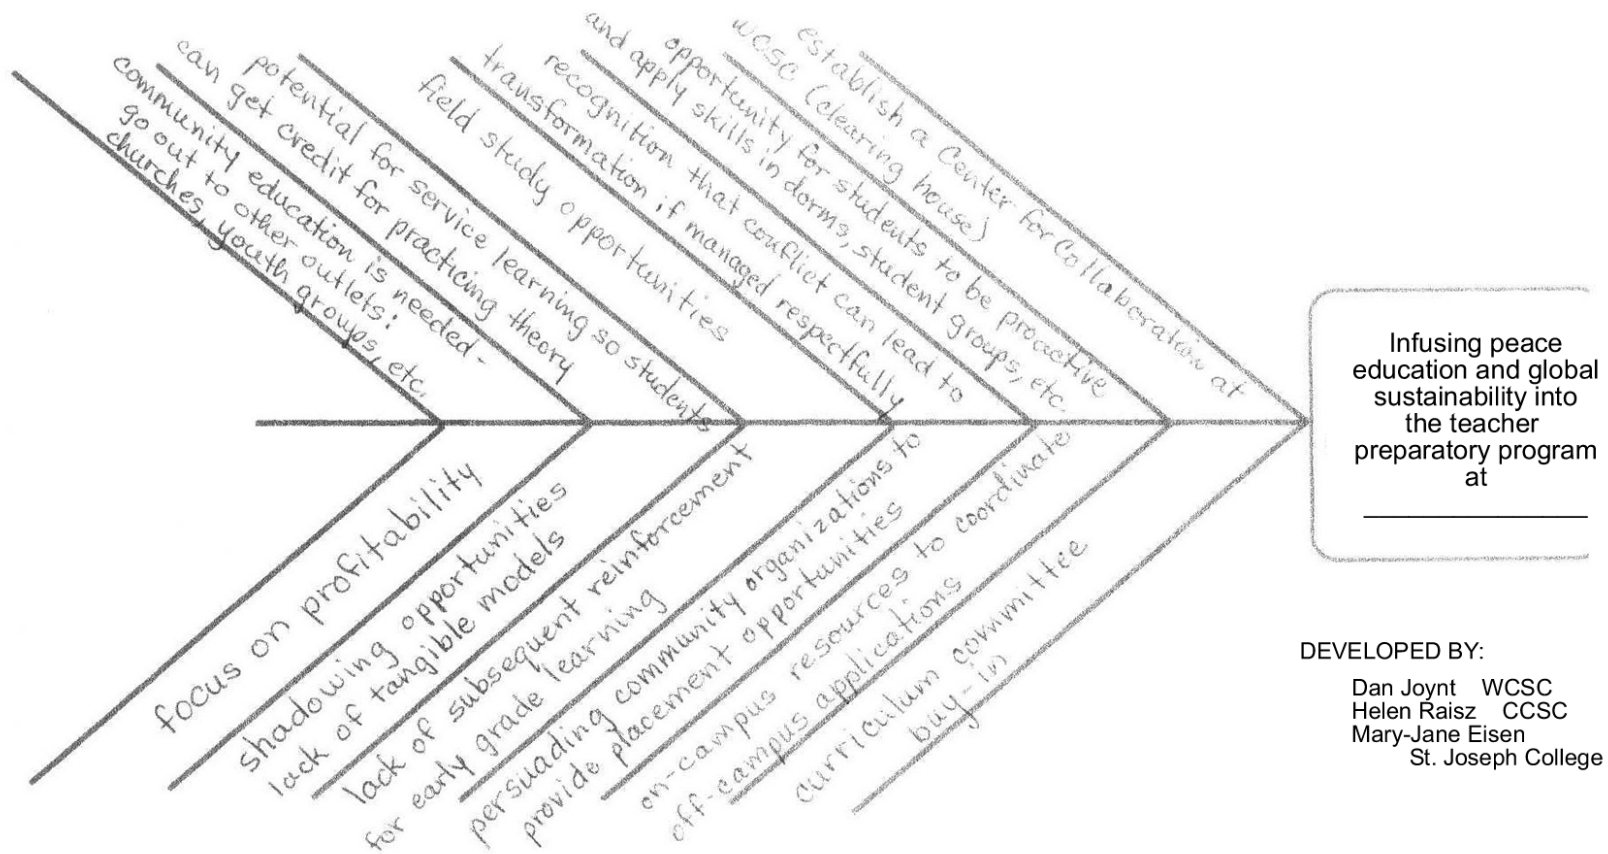 community education is needed-
go out to other outlets:
churches, youth groups, etc.
can get credit for practicing theory
potential for service learning so students
field study opportunities
transformation if managed respectfully
recognition that conflict can lead to
and apply skills in dorms, student groups, etc.
opportunity for students to be proactive
WCSC (clearing house)
establish a Center for Collaboration at
Infusing peace
education and global
sustainability into
the teacher
preparatory program
at
focus on profitability
shadowing opportunities
lack of tangible models
lack of subsequent reinforcement
for early grade learning
persuading community organizations to
provide placement opportunities
on-campus resources to coordinate
off-campus applications
curriculum committee
buy-in
DEVELOPED BY:
Dan Joynt WCSC
Helen Raisz CCSC
Mary-Jane Eisen
St. Joseph College